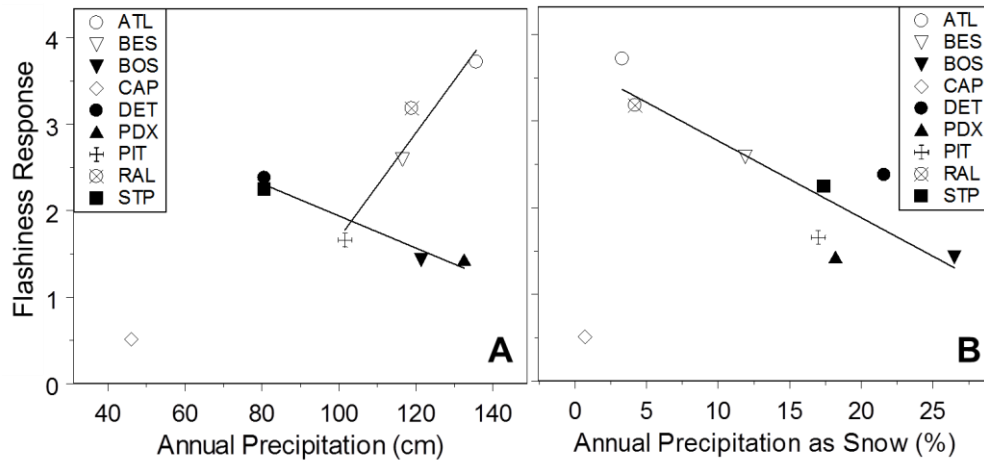 ATL
BES
BOS
CAP
DET
PDX
PIT
RAL
STP
Flashiness Response
4
3
2
1
0
40 60 80 100 120 140
Annual Precipitation (cm)
A
ATL
BES
BOS
CAP
DET
PDX
PIT
RAL
STP
0 5 10 15 20 25
Annual Precipitation as Snow (%)
B